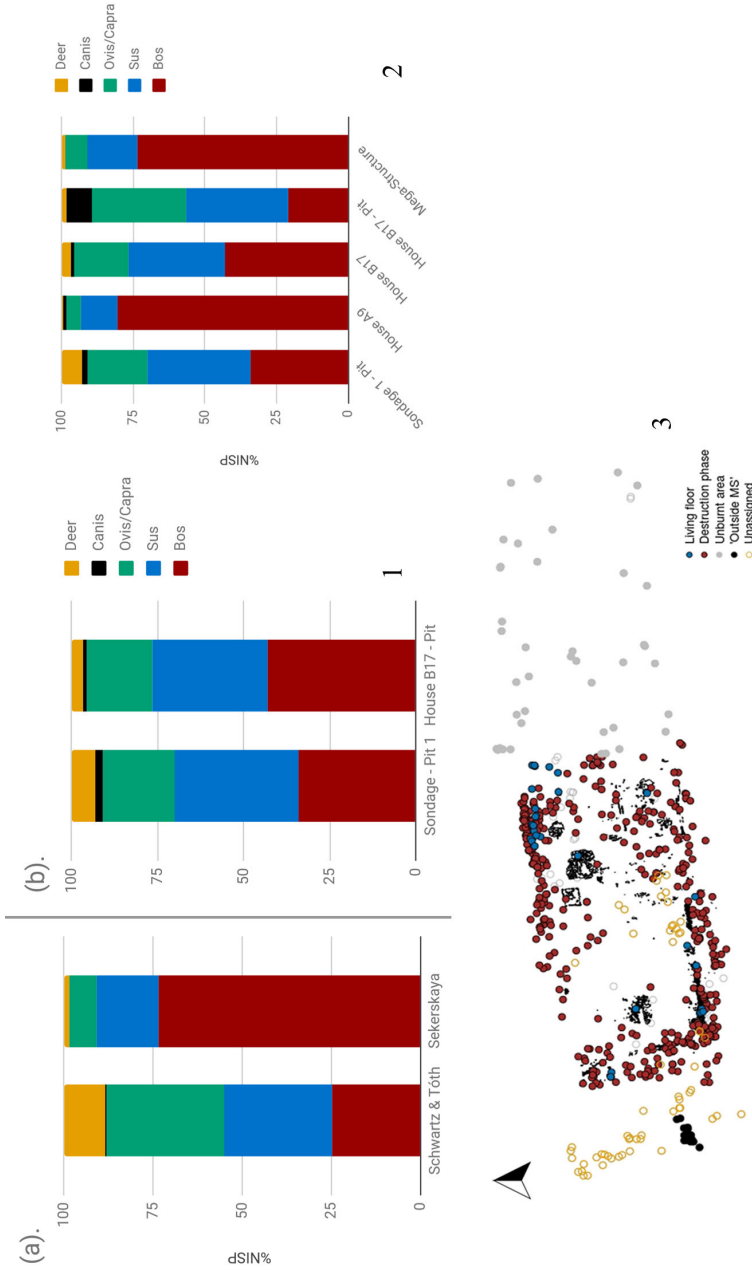 (a).
%NISP
100
75
50
25
0
Schwartz & Tóth
Sekerskaya
(b).
100
75
50
25
0
Sondage - Pit 1
House B17 - Pit
Deer
Canis
Ovis/Capra
Sus
Bos
1
%NISP
100
75
50
25
0
Sondage 1 - Pit
House A9
House B17
House B17 - Pit
Mega-Structure
Deer
Canis
Ovis/Capra
Sus
Bos
2
Living floor
Destruction phase
Unburnt area
'Outside MS'
Unassigned
3